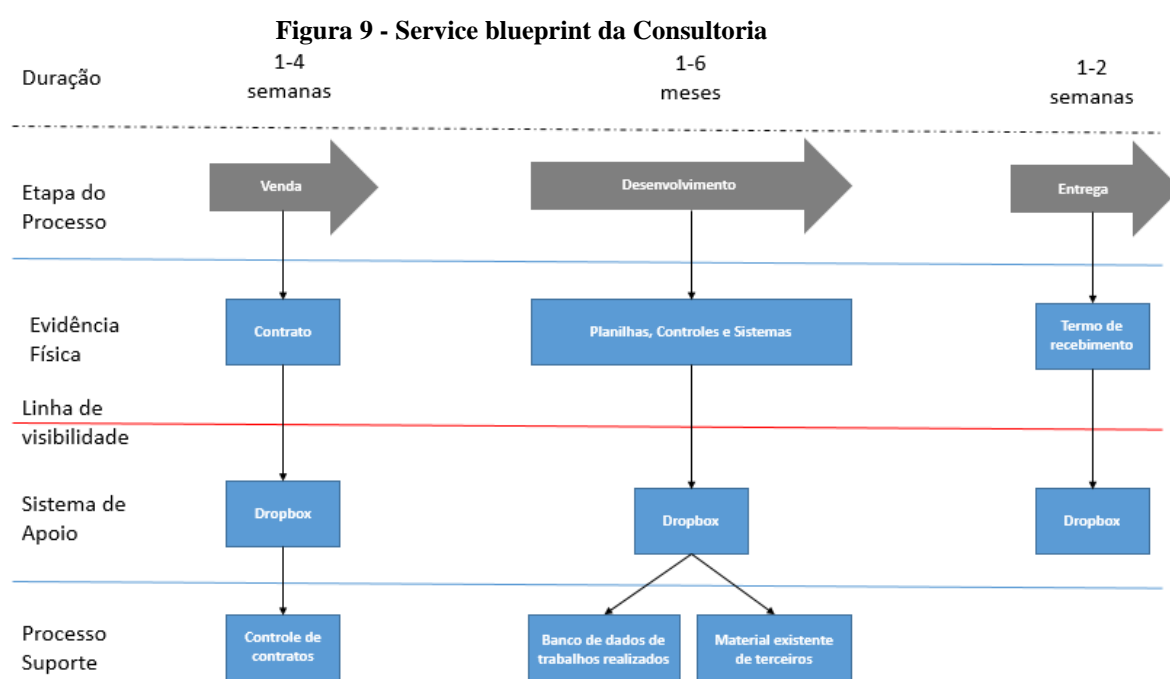 Figura 9 - Service blueprint da Consultoria
Duração
1-4
semanas
1-6
meses
1-2
semanas
Etapa do
Processo
Venda
Desenvolvimento
Entrega
Evidência
Física
Contrato
Planilhas, Controles e Sistemas
Termo de
recebimento
Linha de
visibilidade
Sistema de
Apoio
Dropbox
Dropbox
Dropbox
Processo
Suporte
Controle de
contratos
Banco de dados de
trabalhos realizados
Material existente
de terceiros